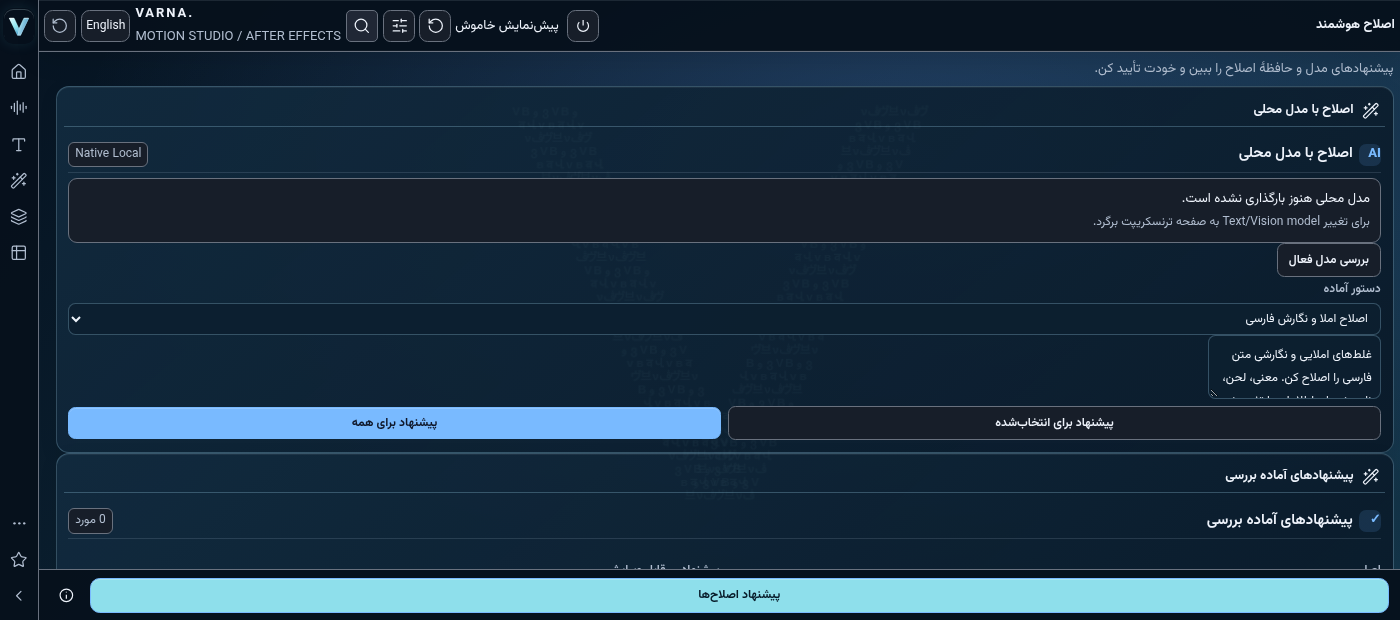 اصلاح هوشمند
پیش‌نمایش خاموش
VARNA.
MOTION STUDIO / AFTER EFFECTS
English
پیشنهادهای مدل و حافظهٔ اصلاح را ببین و خودت تأیید کن.
اصلاح با مدل محلی
AI اصلاح با مدل محلی
Native Local
مدل محلی هنوز بارگذاری نشده است.
برای تغییر Text/Vision model به صفحه ترنسکریپت برگرد.
بررسی مدل فعال
دستور آماده
اصلاح املا و نگارش فارسی
غلط‌های املایی و نگارشی متن
فارسی را اصلاح کن. معنی، لحن،
پیشنهاد برای انتخاب‌شده
پیشنهاد برای همه
پیشنهادهای آماده بررسی
پیشنهادهای آماده بررسی
0 مورد
پیشنهاد اصلاح‌ها